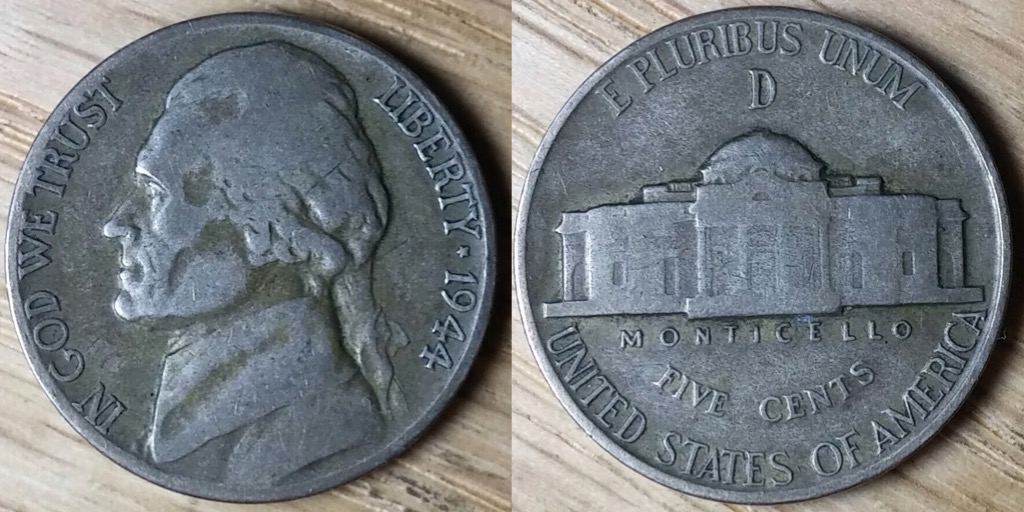 IN GOD WE TRUST
LIBERTY ★ 1944
E PLURIBUS UNUM
D
MONTICELLO
FIVE CENTS
UNITED STATES OF AMERICA